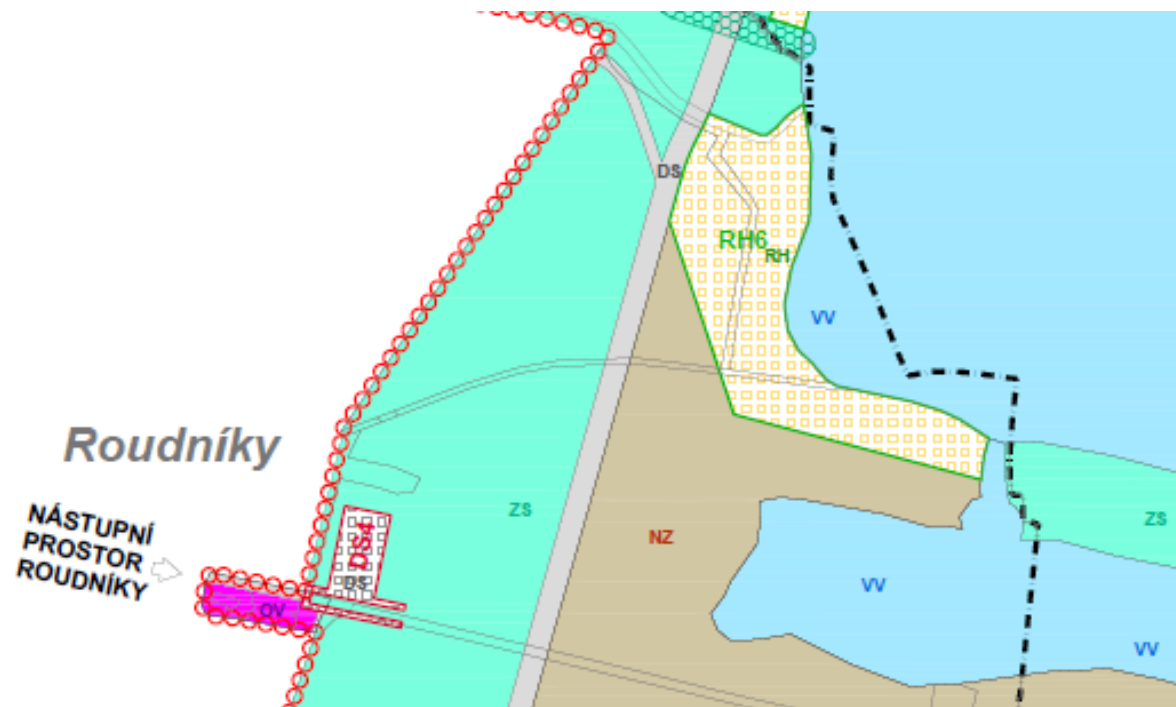 DS
RH6
RH
VV
Roudníky
ZS
ZS
NÁSTUPNÍ
PROSTOR
ROUDNÍKY
DS4
NZ
DS
VV
OV
VV